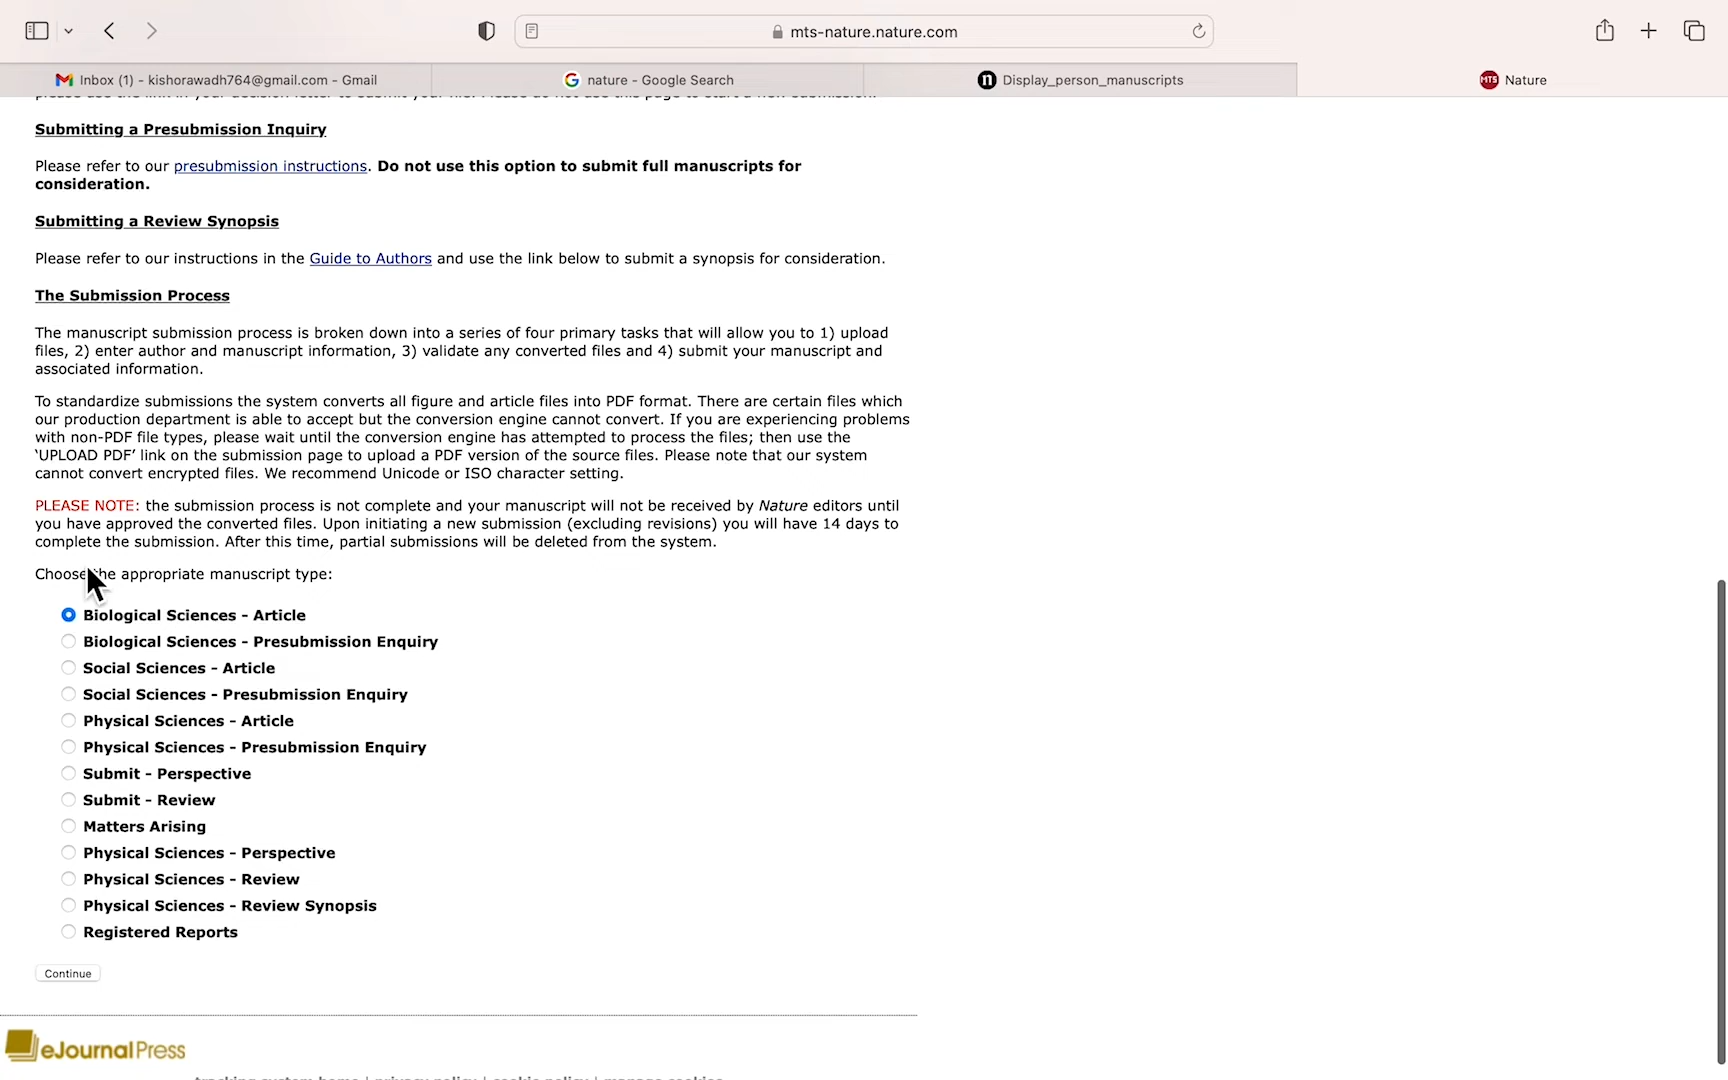 mts-nature.nature.com
Inbox (1) - kishorawadh764@gmail.com - Gmail
nature - Google Search
n
Display_person_manuscripts
MTS
Nature
Submitting a Presubmission Inquiry
Please refer to our presubmission instructions. Do not use this option to submit full manuscripts for
consideration.
Submitting a Review Synopsis
Please refer to our instructions in the Guide to Authors and use the link below to submit a synopsis for consideration.
The Submission Process
The manuscript submission process is broken down into a series of four primary tasks that will allow you to 1) upload
files, 2) enter author and manuscript information, 3) validate any converted files and 4) submit your manuscript and
associated information.
To standardize submissions the system converts all figure and article files into PDF format. There are certain files which
our production department is able to accept but the conversion engine cannot convert. If you are experiencing problems
with non-PDF file types, please wait until the conversion engine has attempted to process the files; then use the
‘UPLOAD PDF’ link on the submission page to upload a PDF version of the source files. Please note that our system
cannot convert encrypted files. We recommend Unicode or ISO character setting.
PLEASE NOTE: the submission process is not complete and your manuscript will not be received by Nature editors until
you have approved the converted files. Upon initiating a new submission (excluding revisions) you will have 14 days to
complete the submission. After this time, partial submissions will be deleted from the system.
Choose the appropriate manuscript type:
Biological Sciences - Article
Biological Sciences - Presubmission Enquiry
Social Sciences - Article
Social Sciences - Presubmission Enquiry
Physical Sciences - Article
Physical Sciences - Presubmission Enquiry
Submit - Perspective
Submit - Review
Matters Arising
Physical Sciences - Perspective
Physical Sciences - Review
Physical Sciences - Review Synopsis
Registered Reports
Continue
eJournalPress